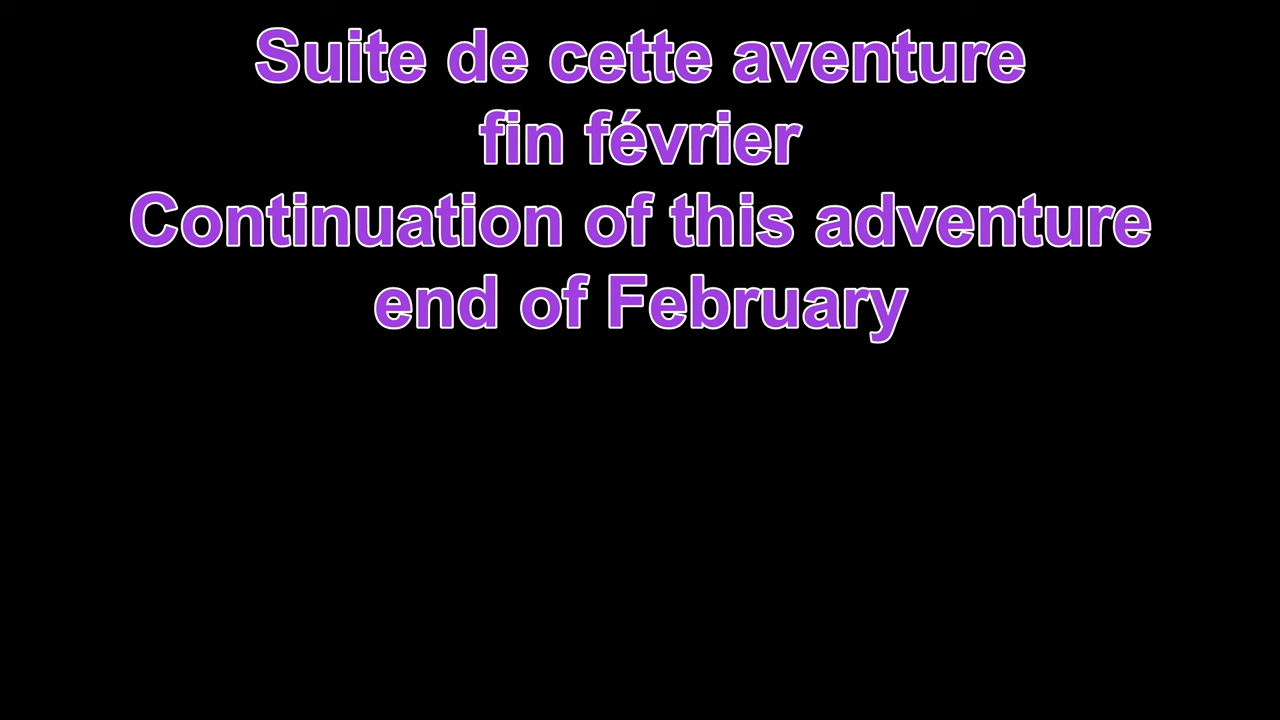 Suite de cette aventure
fin février
Continuation of this adventure
end of February